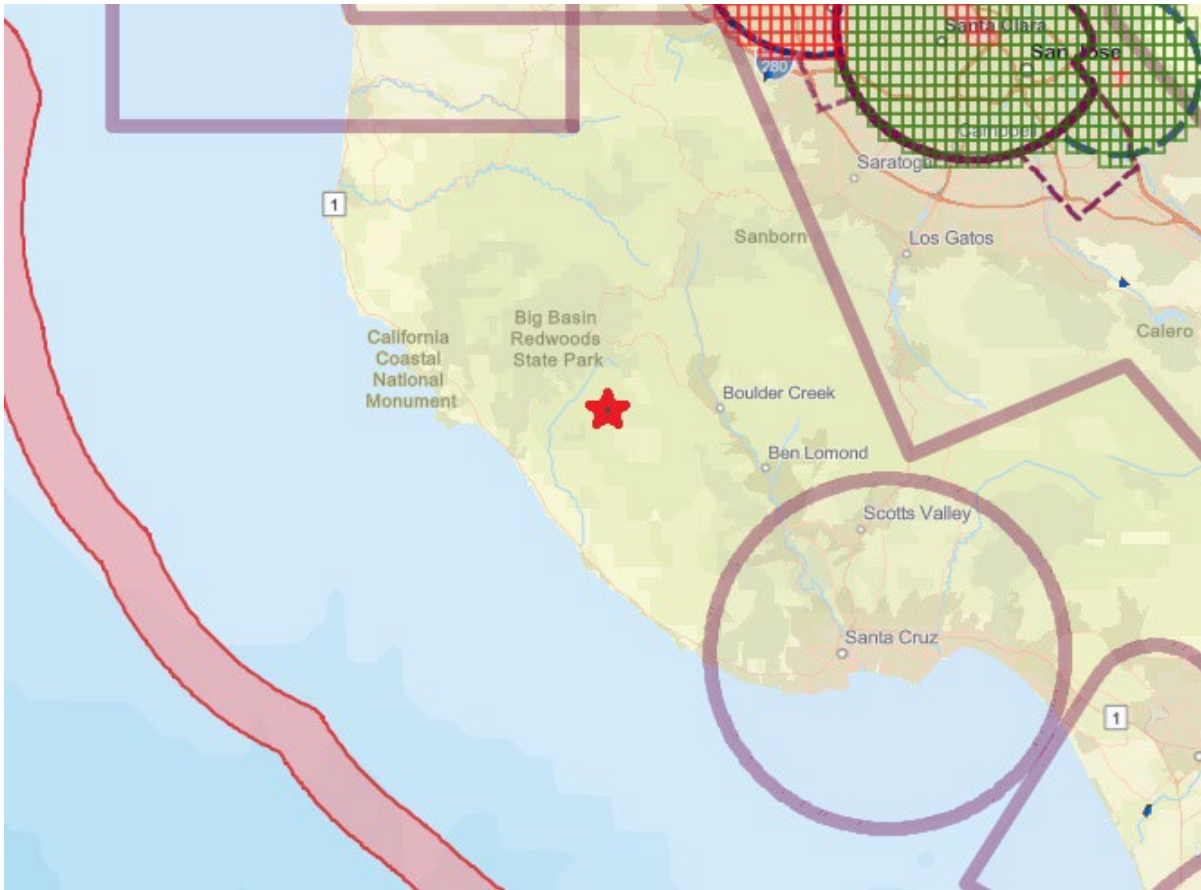 Santa Clara
San Jose
280
Campbell
Saratoga
1
Sanborn
Los Gatos
Big Basin
Redwoods
State Park
California
Coastal
National
Monument
Calero
Boulder Creek
Ben Lomond
Scotts Valley
Santa Cruz
1